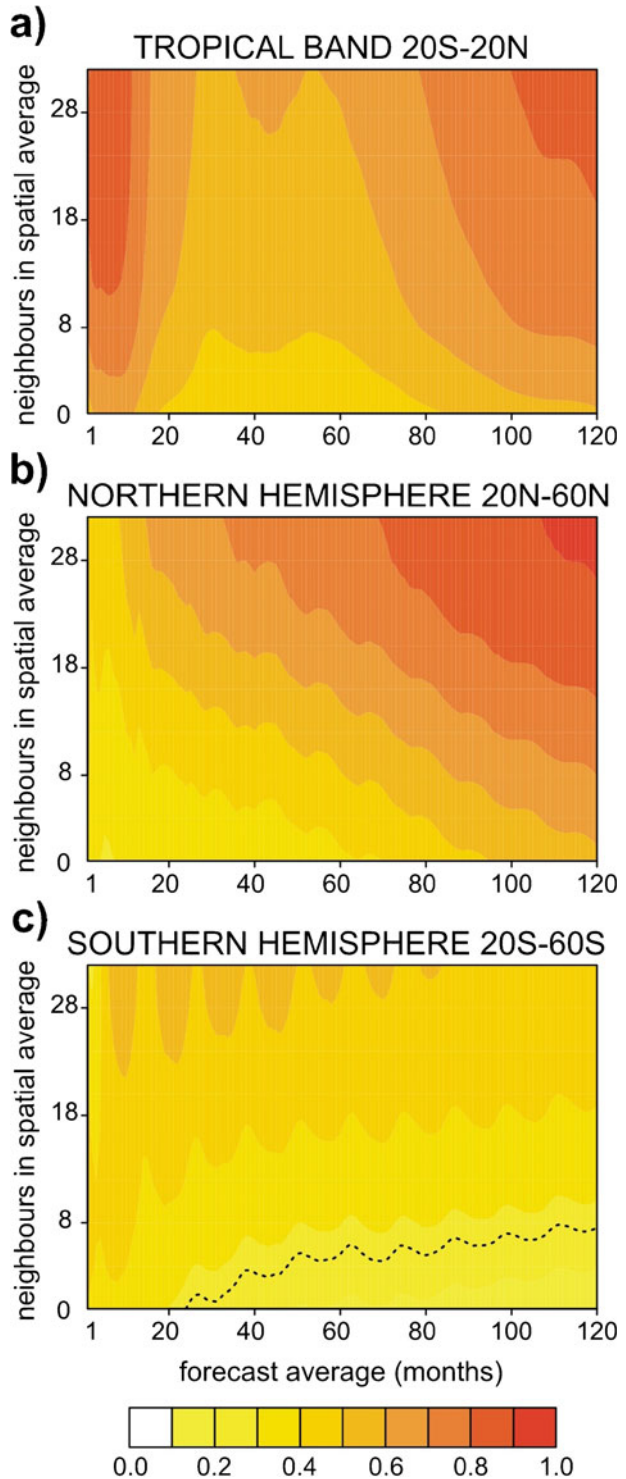 a)
TROPICAL BAND 20S-20N
neighbours in spatial average
28
18
8
0
1 20 40 60 80 100 120
b)
NORTHERN HEMISPHERE 20N-60N
neighbours in spatial average
28
18
8
0
1 20 40 60 80 100 120
c)
SOUTHERN HEMISPHERE 20S-60S
neighbours in spatial average
28
18
8
0
1 20 40 60 80 100 120
forecast average (months)
0.0 0.2 0.4 0.6 0.8 1.0